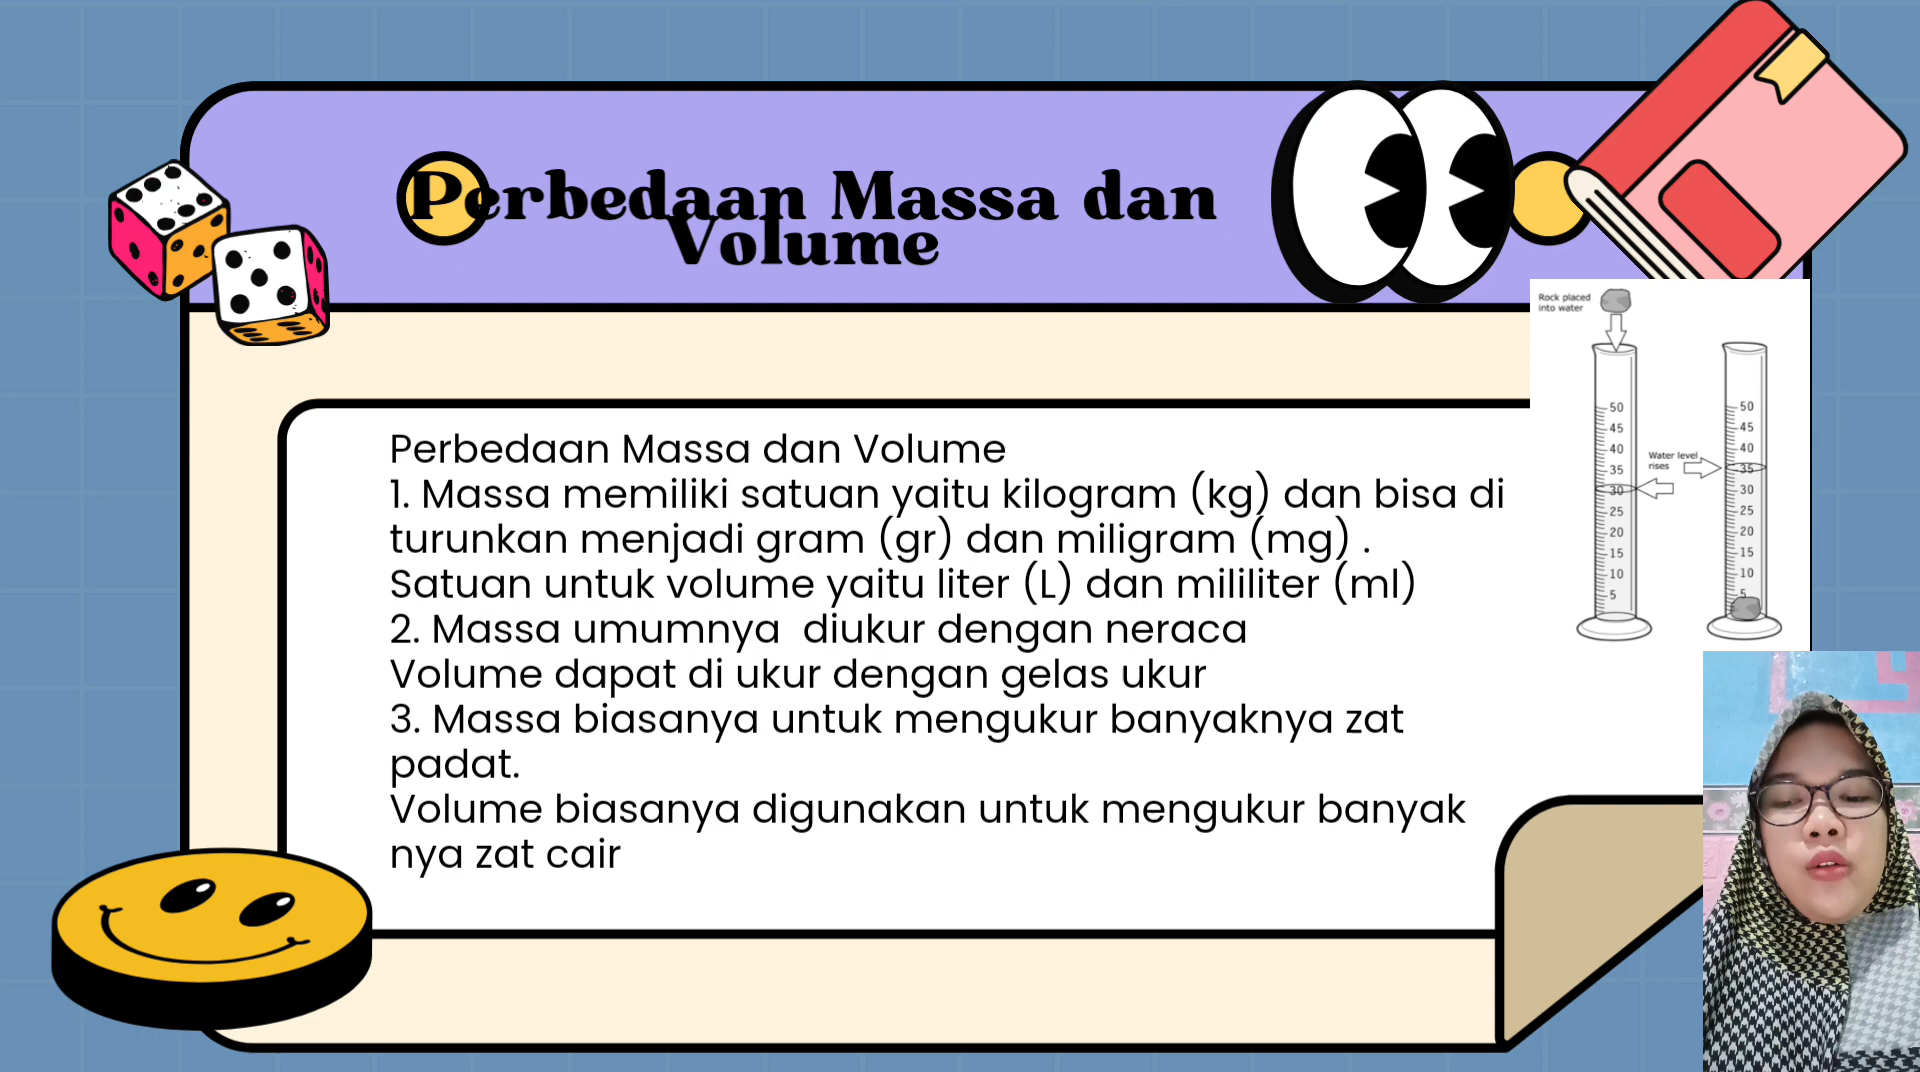 Perbedaan Massa dan
Volume
Perbedaan Massa dan Volume
1. Massa memiliki satuan yaitu kilogram (kg) dan bisa di
turunkan menjadi gram (gr) dan miligram (mg) .
Satuan untuk volume yaitu liter (L) dan mililiter (ml)
2. Massa umumnya  diukur dengan neraca
Volume dapat di ukur dengan gelas ukur
3. Massa biasanya untuk mengukur banyaknya zat
padat.
Volume biasanya digunakan untuk mengukur banyak
nya zat cair
Rock placed
into water
50
45
40
35
30
25
20
15
10
5
Water level
rises
50
45
40
35
30
25
20
15
10
5